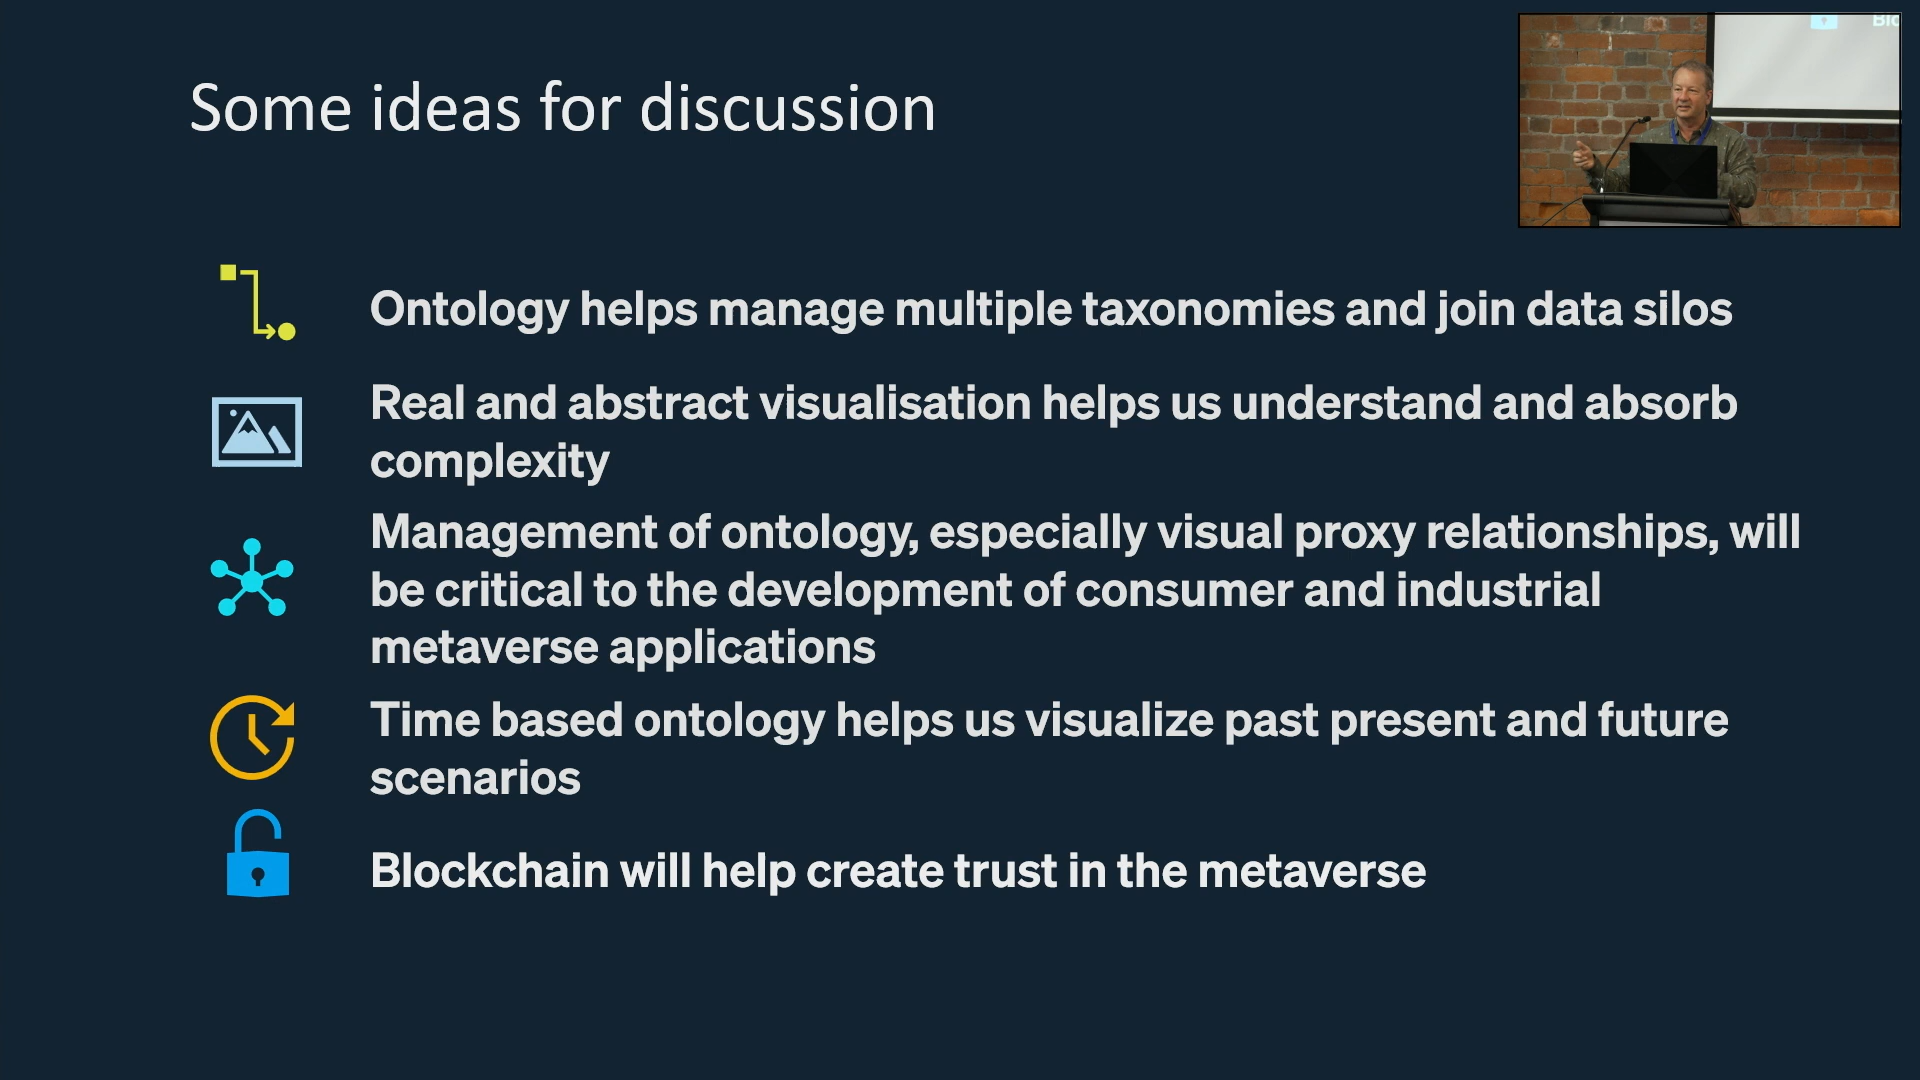 Some ideas for discussion
Ontology helps manage multiple taxonomies and join data silos
Real and abstract visualisation helps us understand and absorb
complexity
Management of ontology, especially visual proxy relationships, will
be critical to the development of consumer and industrial
metaverse applications
Time based ontology helps us visualize past present and future
scenarios
Blockchain will help create trust in the metaverse